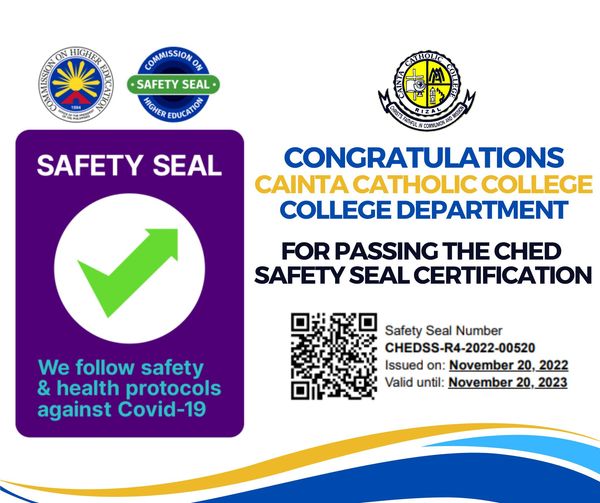 COMMISSION ON HIGHER EDUCATION
1994
COMMISSION ON
SAFETY SEAL
HIGHER EDUCATION
CAINTA CATHOLIC COLLEGE
RIZAL
SAFETY SEAL
We follow safety
& health protocols
against Covid-19
CONGRATULATIONS
CAINTA CATHOLIC COLLEGE
COLLEGE DEPARTMENT
FOR PASSING THE CHED
SAFETY SEAL CERTIFICATION
Safety Seal Number
CHEDSS-R4-2022-00520
Issued on: November 20, 2022
Valid until: November 20, 2023